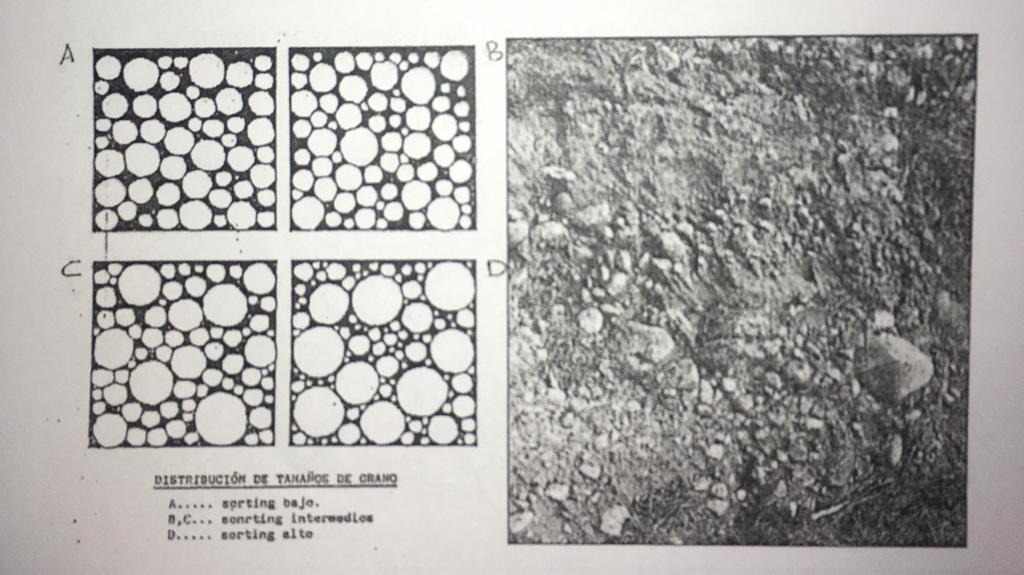 A
B
C
D
DISTRIBUCIÓN DE TAMAÑOS DE GRANO
A..... sorting bajo.
B,C... sonrting intermedios
D..... sorting alto